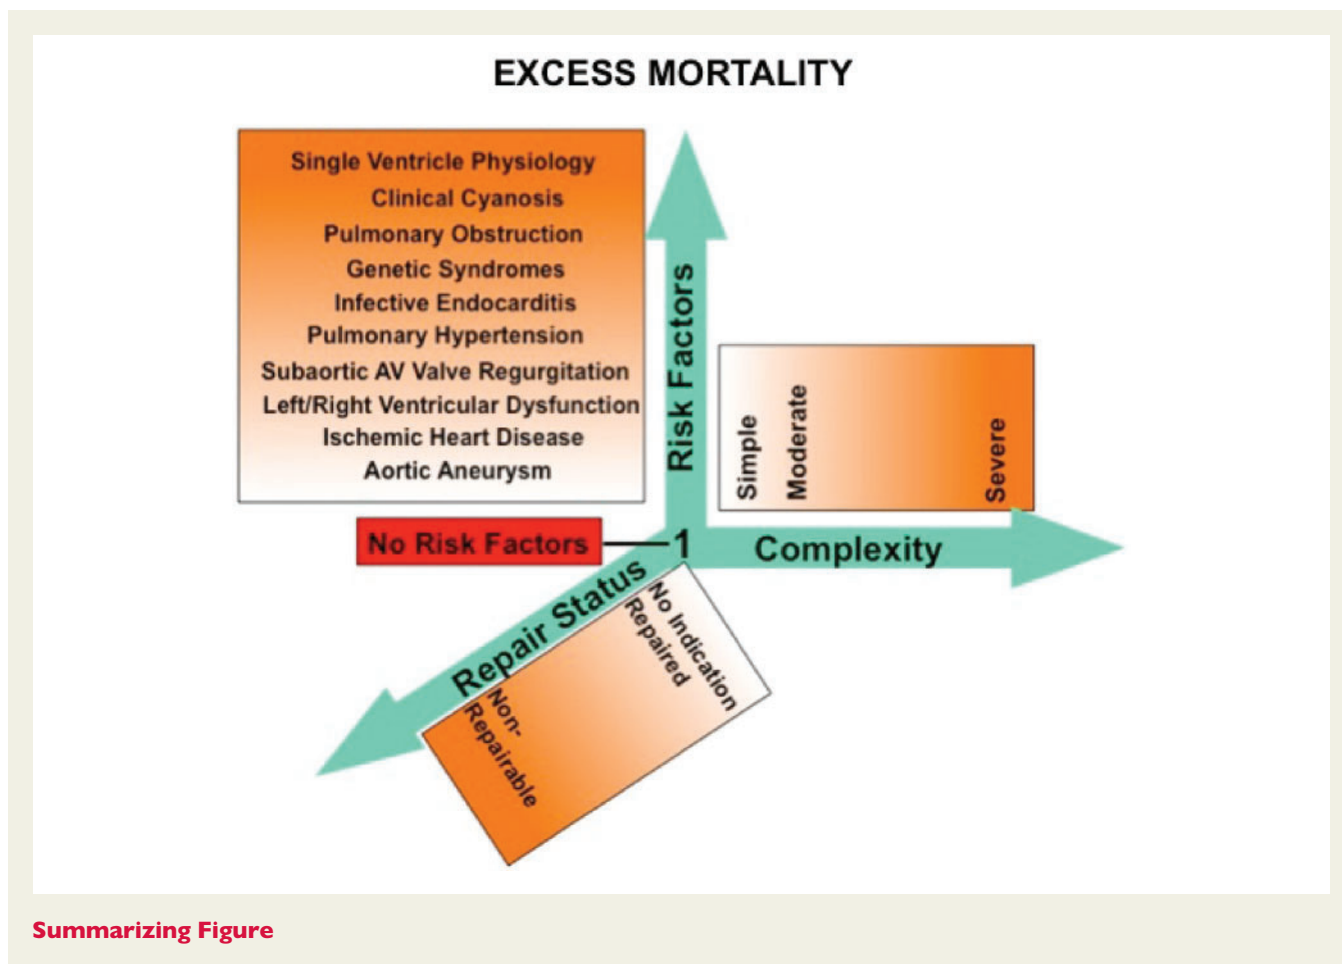 EXCESS MORTALITY
Single Ventricle Physiology
Clinical Cyanosis
Pulmonary Obstruction
Genetic Syndromes
Infective Endocarditis
Pulmonary Hypertension
Subaortic AV Valve Regurgitation
Left/Right Ventricular Dysfunction
Ischemic Heart Disease
Aortic Aneurysm
Risk Factors
Simple
Moderate
Severe
No Risk Factors
1
Complexity
Repair Status
No Indication
Repaired
Non-
Repairable
Summarizing Figure